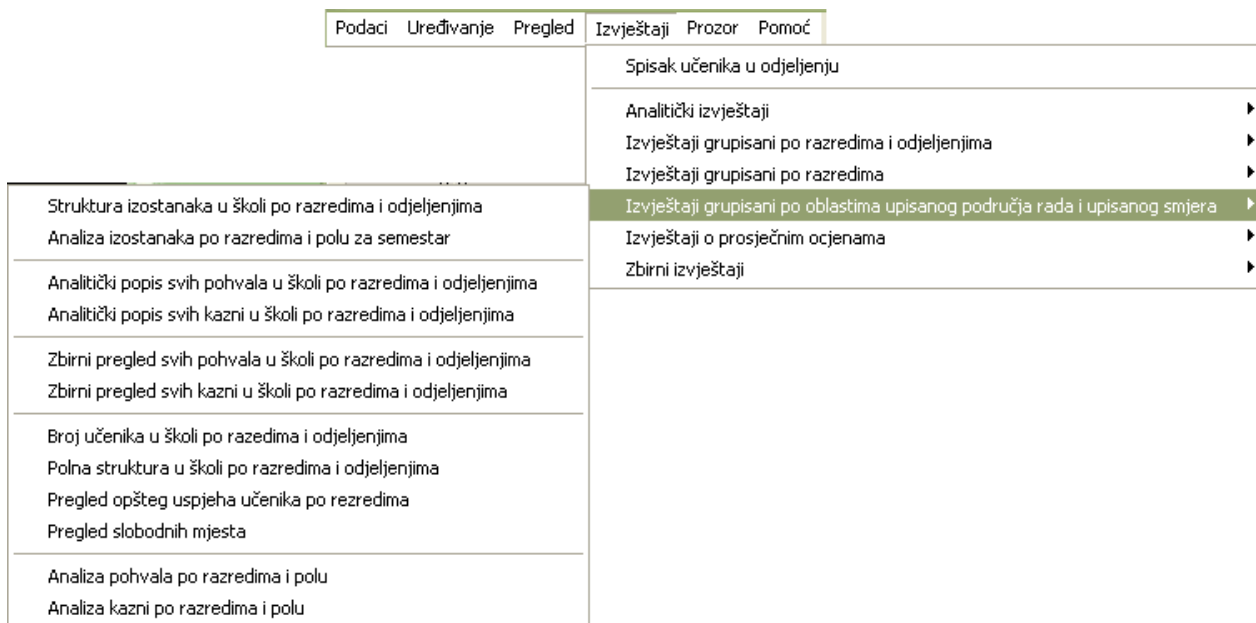 Podaci Uređivanje Pregled Izvještaji Prozor Pomoć
Spisak učenika u odjeljenju
Analitički izvještaji
Izvještaji grupisani po razredima i odjeljenjima
Izvještaji grupisani po razredima
Izvještaji grupisani po oblastima upisanog područja rada i upisanog smjera
Izvještaji o prosječnim ocjenama
Zbirni izvještaji
Struktura izostanaka u školi po razredima i odjeljenjima
Analiza izostanaka po razredima i polu za semestar
Analitički popis svih pohvala u školi po razredima i odjeljenjima
Analitički popis svih kazni u školi po razredima i odjeljenjima
Zbirni pregled svih pohvala u školi po razredima i odjeljenjima
Zbirni pregled svih kazni u školi po razredima i odjeljenjima
Broj učenika u školi po razedima i odjeljenjima
Polna struktura u školi po razredima i odjeljenjima
Pregled opšteg uspjeha učenika po rezredima
Pregled slobodnih mjesta
Analiza pohvala po razredima i polu
Analiza kazni po razredima i polu